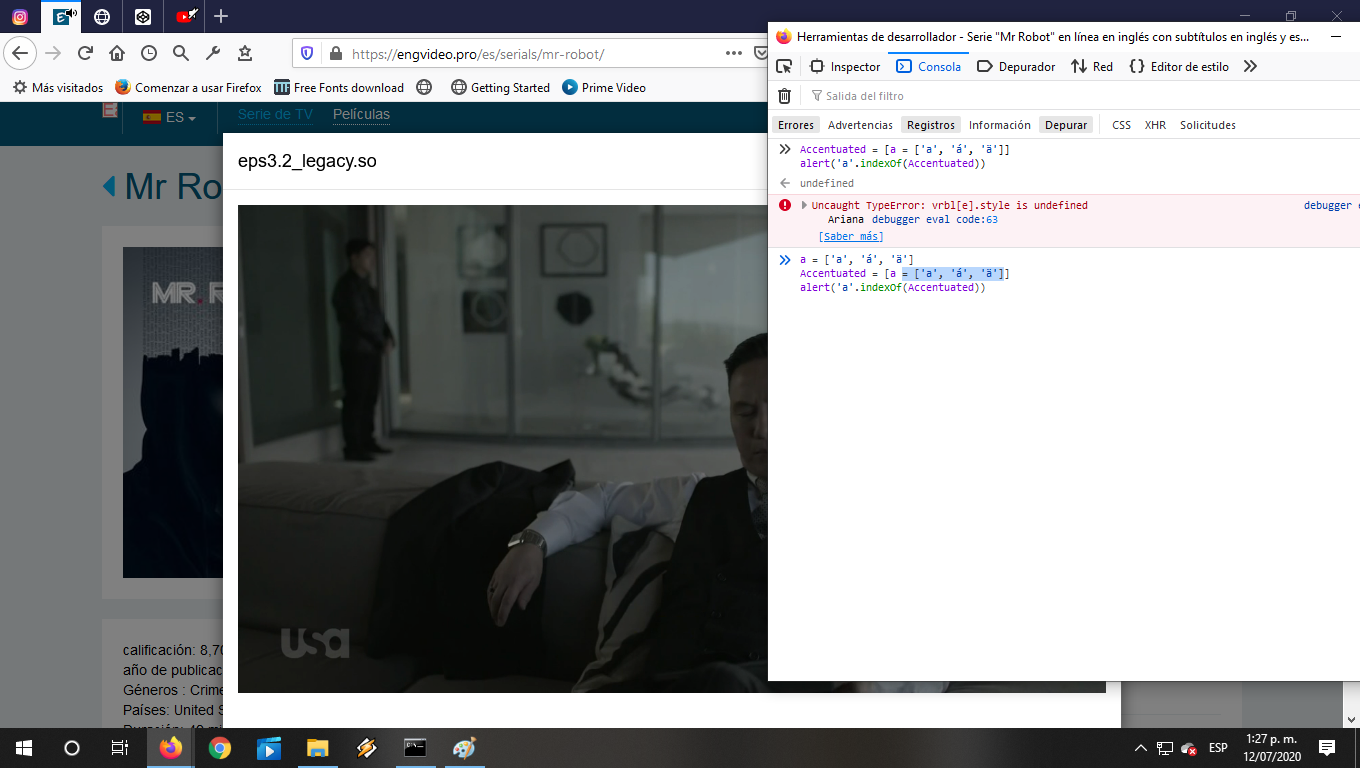 https://engvideo.pro/es/serials/mr-robot/
Más visitados
Comenzar a usar Firefox
Free Fonts download
Getting Started
Prime Video
ES
Serie de TV
Películas
Mr Ro
eps3.2_legacy.so
MR. R
usa
calificación: 8,70
año de publicac
Géneros : Crime
Países: United S
Herramientas de desarrollador - Serie "Mr Robot" en línea en inglés con subtítulos en inglés y es...
Inspector
Consola
Depurador
Red
Editor de estilo
Salida del filtro
Errores
Advertencias
Registros
Información
Depurar
CSS
XHR
Solicitudes
Accentuated = [a = ['a', 'á', 'ä']]
alert('a'.indexOf(Accentuated))
undefined
Uncaught TypeError: vrbl[e].style is undefined
debugger e
Ariana debugger eval code:63
[Saber más]
a = ['a', 'á', 'ä']
Accentuated = [a = ['a', 'á', 'ä']]
alert('a'.indexOf(Accentuated))
ESP
1:27 p. m.
12/07/2020